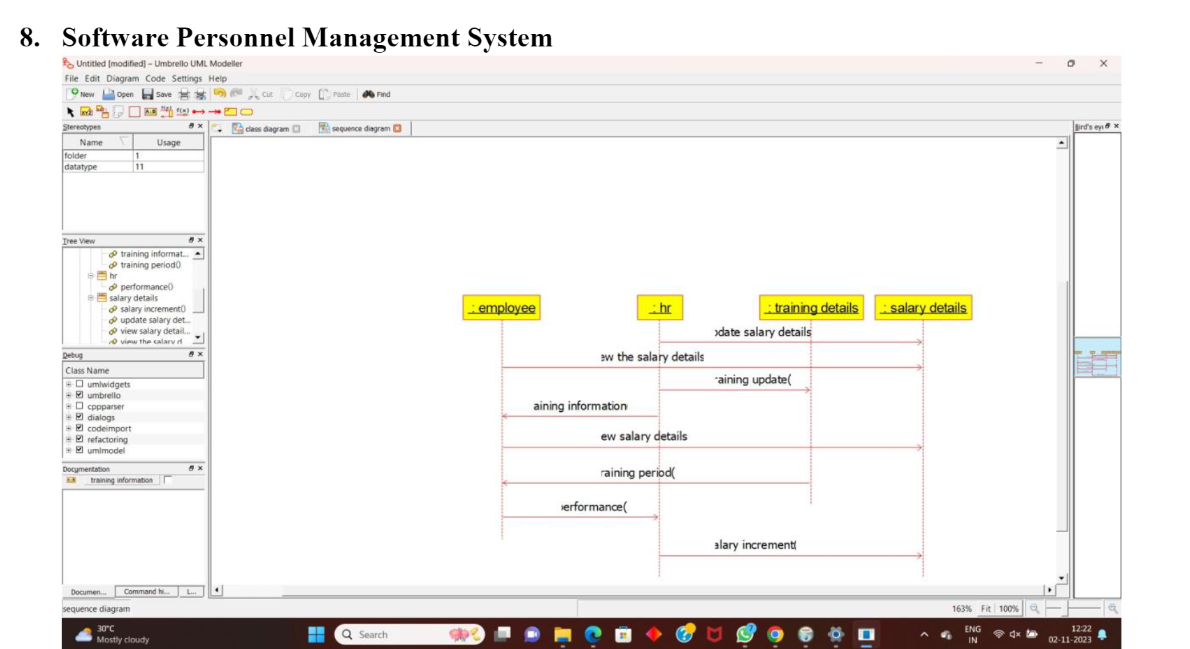 8. Software Personnel Management System
Untitled [modified] – Umbrello UML Modeller
File Edit Diagram Code Settings Help
New Open Save Cut Copy Paste Find
Stereotypes
class diagram sequence diagram
Bird's eye
Name Usage
folder 1
datatype 11
Tree View
training informat...
training period()
hr
performance()
salary details
salary increment()
update salary det...
view salary detail...
view the salary d
: employee : hr : training details : salary details
date salary details
ew the salary details
aining update(
aining information
ew salary details
raining period(
erformance(
alary increment(
Debug
Class Name
umlwidgets
umbrello
cppparser
dialogs
codeimport
refactoring
umlmodel
Documentation
training information
Documen... Command hi... L...
sequence diagram
163% Fit 100%
30°C
Mostly cloudy
Search
ENG
IN
12:22
02-11-2023